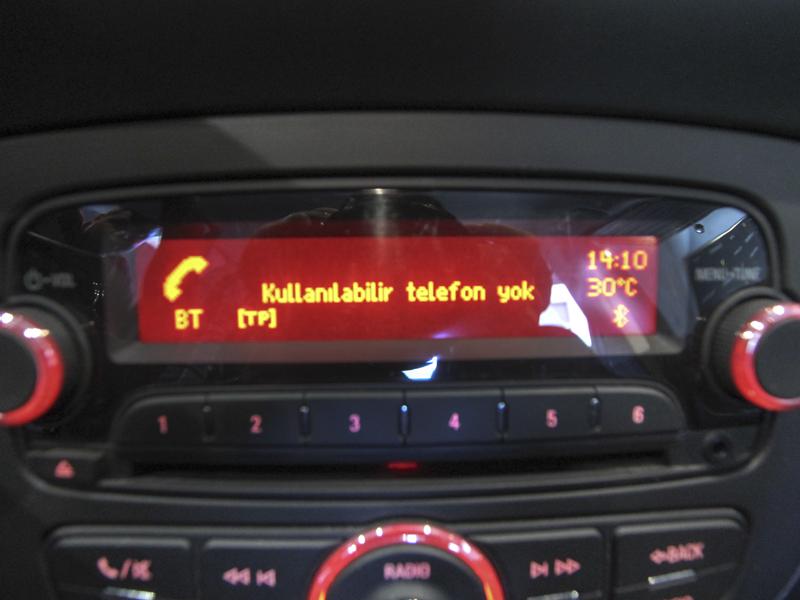 14:10
VOL
MENU-TUNE
Kullanılabilir telefon yok
30°C
BT [TP]
1 2 3 4 5 6
RADIO
BACK